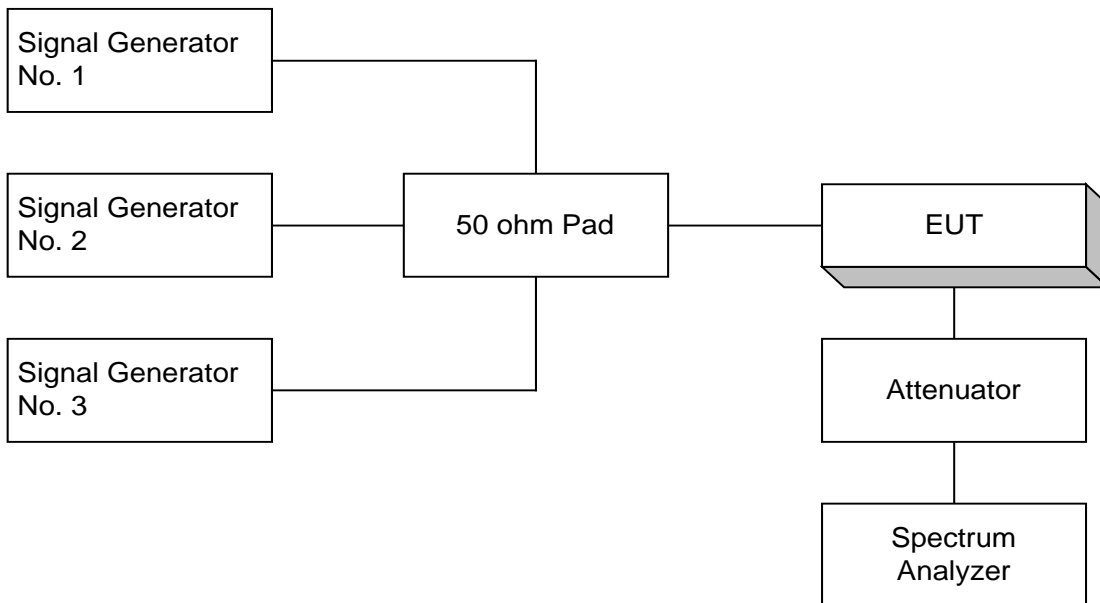 Signal Generator
No. 1
Signal Generator
No. 2
50 ohm Pad
EUT
Signal Generator
No. 3
Attenuator
Spectrum
Analyzer